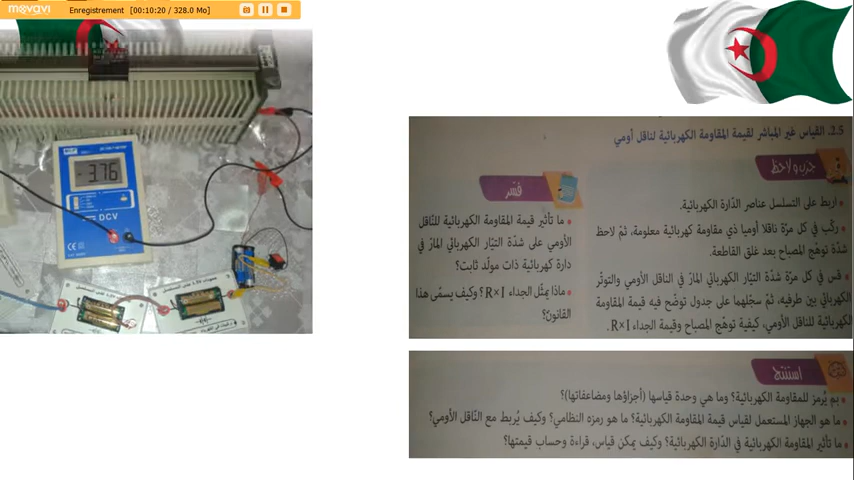 movavi
Enregistrement [00:10:20 / 328.0 Mo]
-3.76
DCV
CE
2.5. القياس غير المباشر لقيمة المقاومة الكهربائية لناقل أومي
جرّب ولاحظ
• اربط على التسلسل عناصر الدّارة الكهربائية.
• ركّب في كل مرّة ناقلا أوميا ذي مقاومة كهربائية معلومة، ثمّ لاحظ
شدّة توهّج المصباح بعد غلق القاطعة.
• قس في كل مرّة شدّة التيّار الكهربائي المارّ في الناقل الأومي والتوتّر
الكهربائي بين طرفيه، ثمّ سجّلهما على جدول توضّح فيه قيمة المقاومة
الكهربائية للناقل الأومي، كيفية توهّج المصباح وقيمة الجداء R×I.
فسّر
• ما تأثير قيمة المقاومة الكهربائية للنّاقل
الأومي على شدّة التيّار الكهربائي المارّ في
دارة كهربائية ذات مولّد ثابت؟
• ماذا يمثّل الجداء R×I؟ وكيف يسمّى هذا
القانون؟
استنتج
• بم يُرمز للمقاومة الكهربائية؟ وما هي وحدة قياسها (أجزاؤها ومضاعفاتها)؟
• ما هو الجهاز المستعمل لقياس قيمة المقاومة الكهربائية؟ ما هو رمزه النظامي؟ وكيف يُربط مع النّاقل الأومي؟
• ما تأثير المقاومة الكهربائية في الدّارة الكهربائية؟ وكيف يمكن قياس، قراءة وحساب قيمتها؟